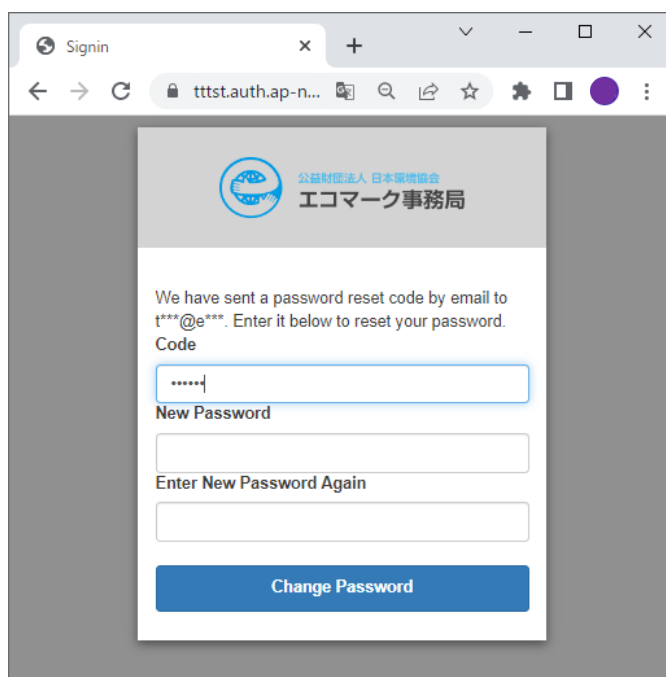 Signin
tttst.auth.ap-n...
公益財団法人 日本環境協会
エコマーク事務局
We have sent a password reset code by email to
t***@e***. Enter it below to reset your password.
Code
••••••
New Password
Enter New Password Again
Change Password